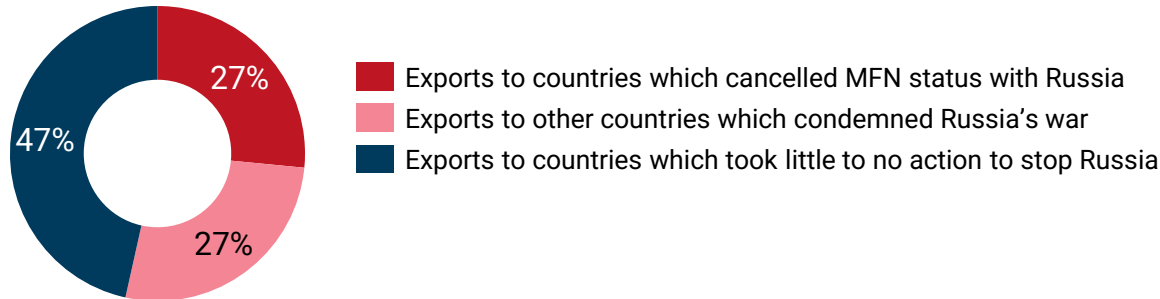 27%
Exports to countries which cancelled MFN status with Russia
Exports to other countries which condemned Russia’s war
47%
Exports to countries which took little to no action to stop Russia
27%